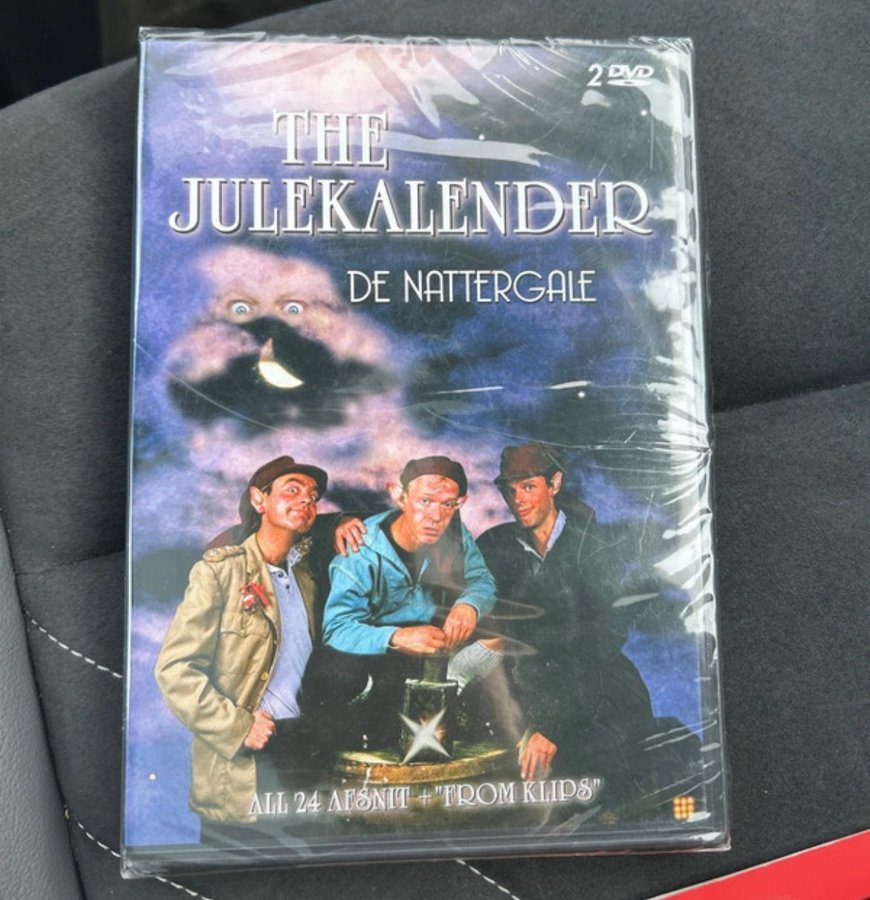 2 DVD
THE
JULEKALENDER
DE NATTERGALE
ALL 24 AFSNIT + "FROM KLIPS"